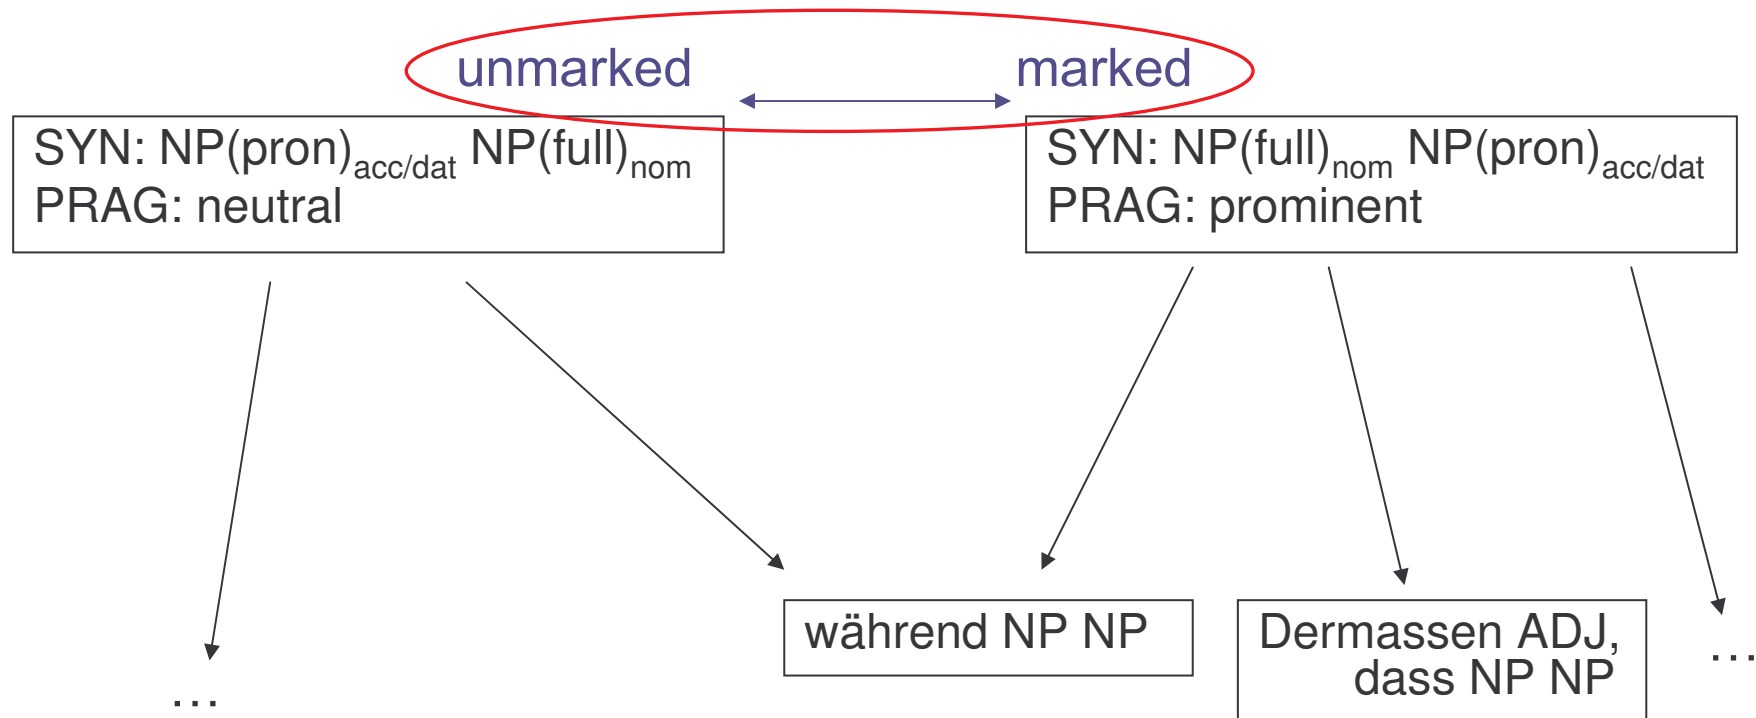 unmarked marked
SYN: NP(pron)acc/dat NP(full)nom
PRAG: neutral
SYN: NP(full)nom NP(pron)acc/dat
PRAG: prominent
während NP NP
Dermassen ADJ,
dass NP NP
…
…